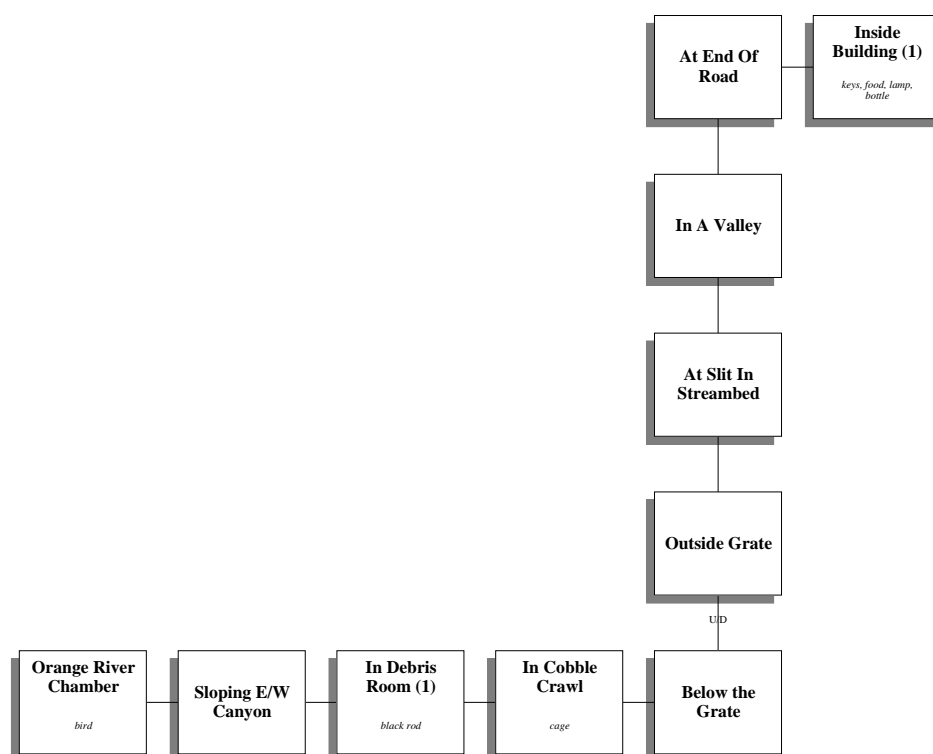 At End Of
Road
Inside
Building (1)
keys, food, lamp,
bottle
In A Valley
At Slit In
Streambed
Outside Grate
U/D
Orange River
Chamber
bird
Sloping E/W
Canyon
In Debris
Room (1)
black rod
In Cobble
Crawl
cage
Below the
Grate